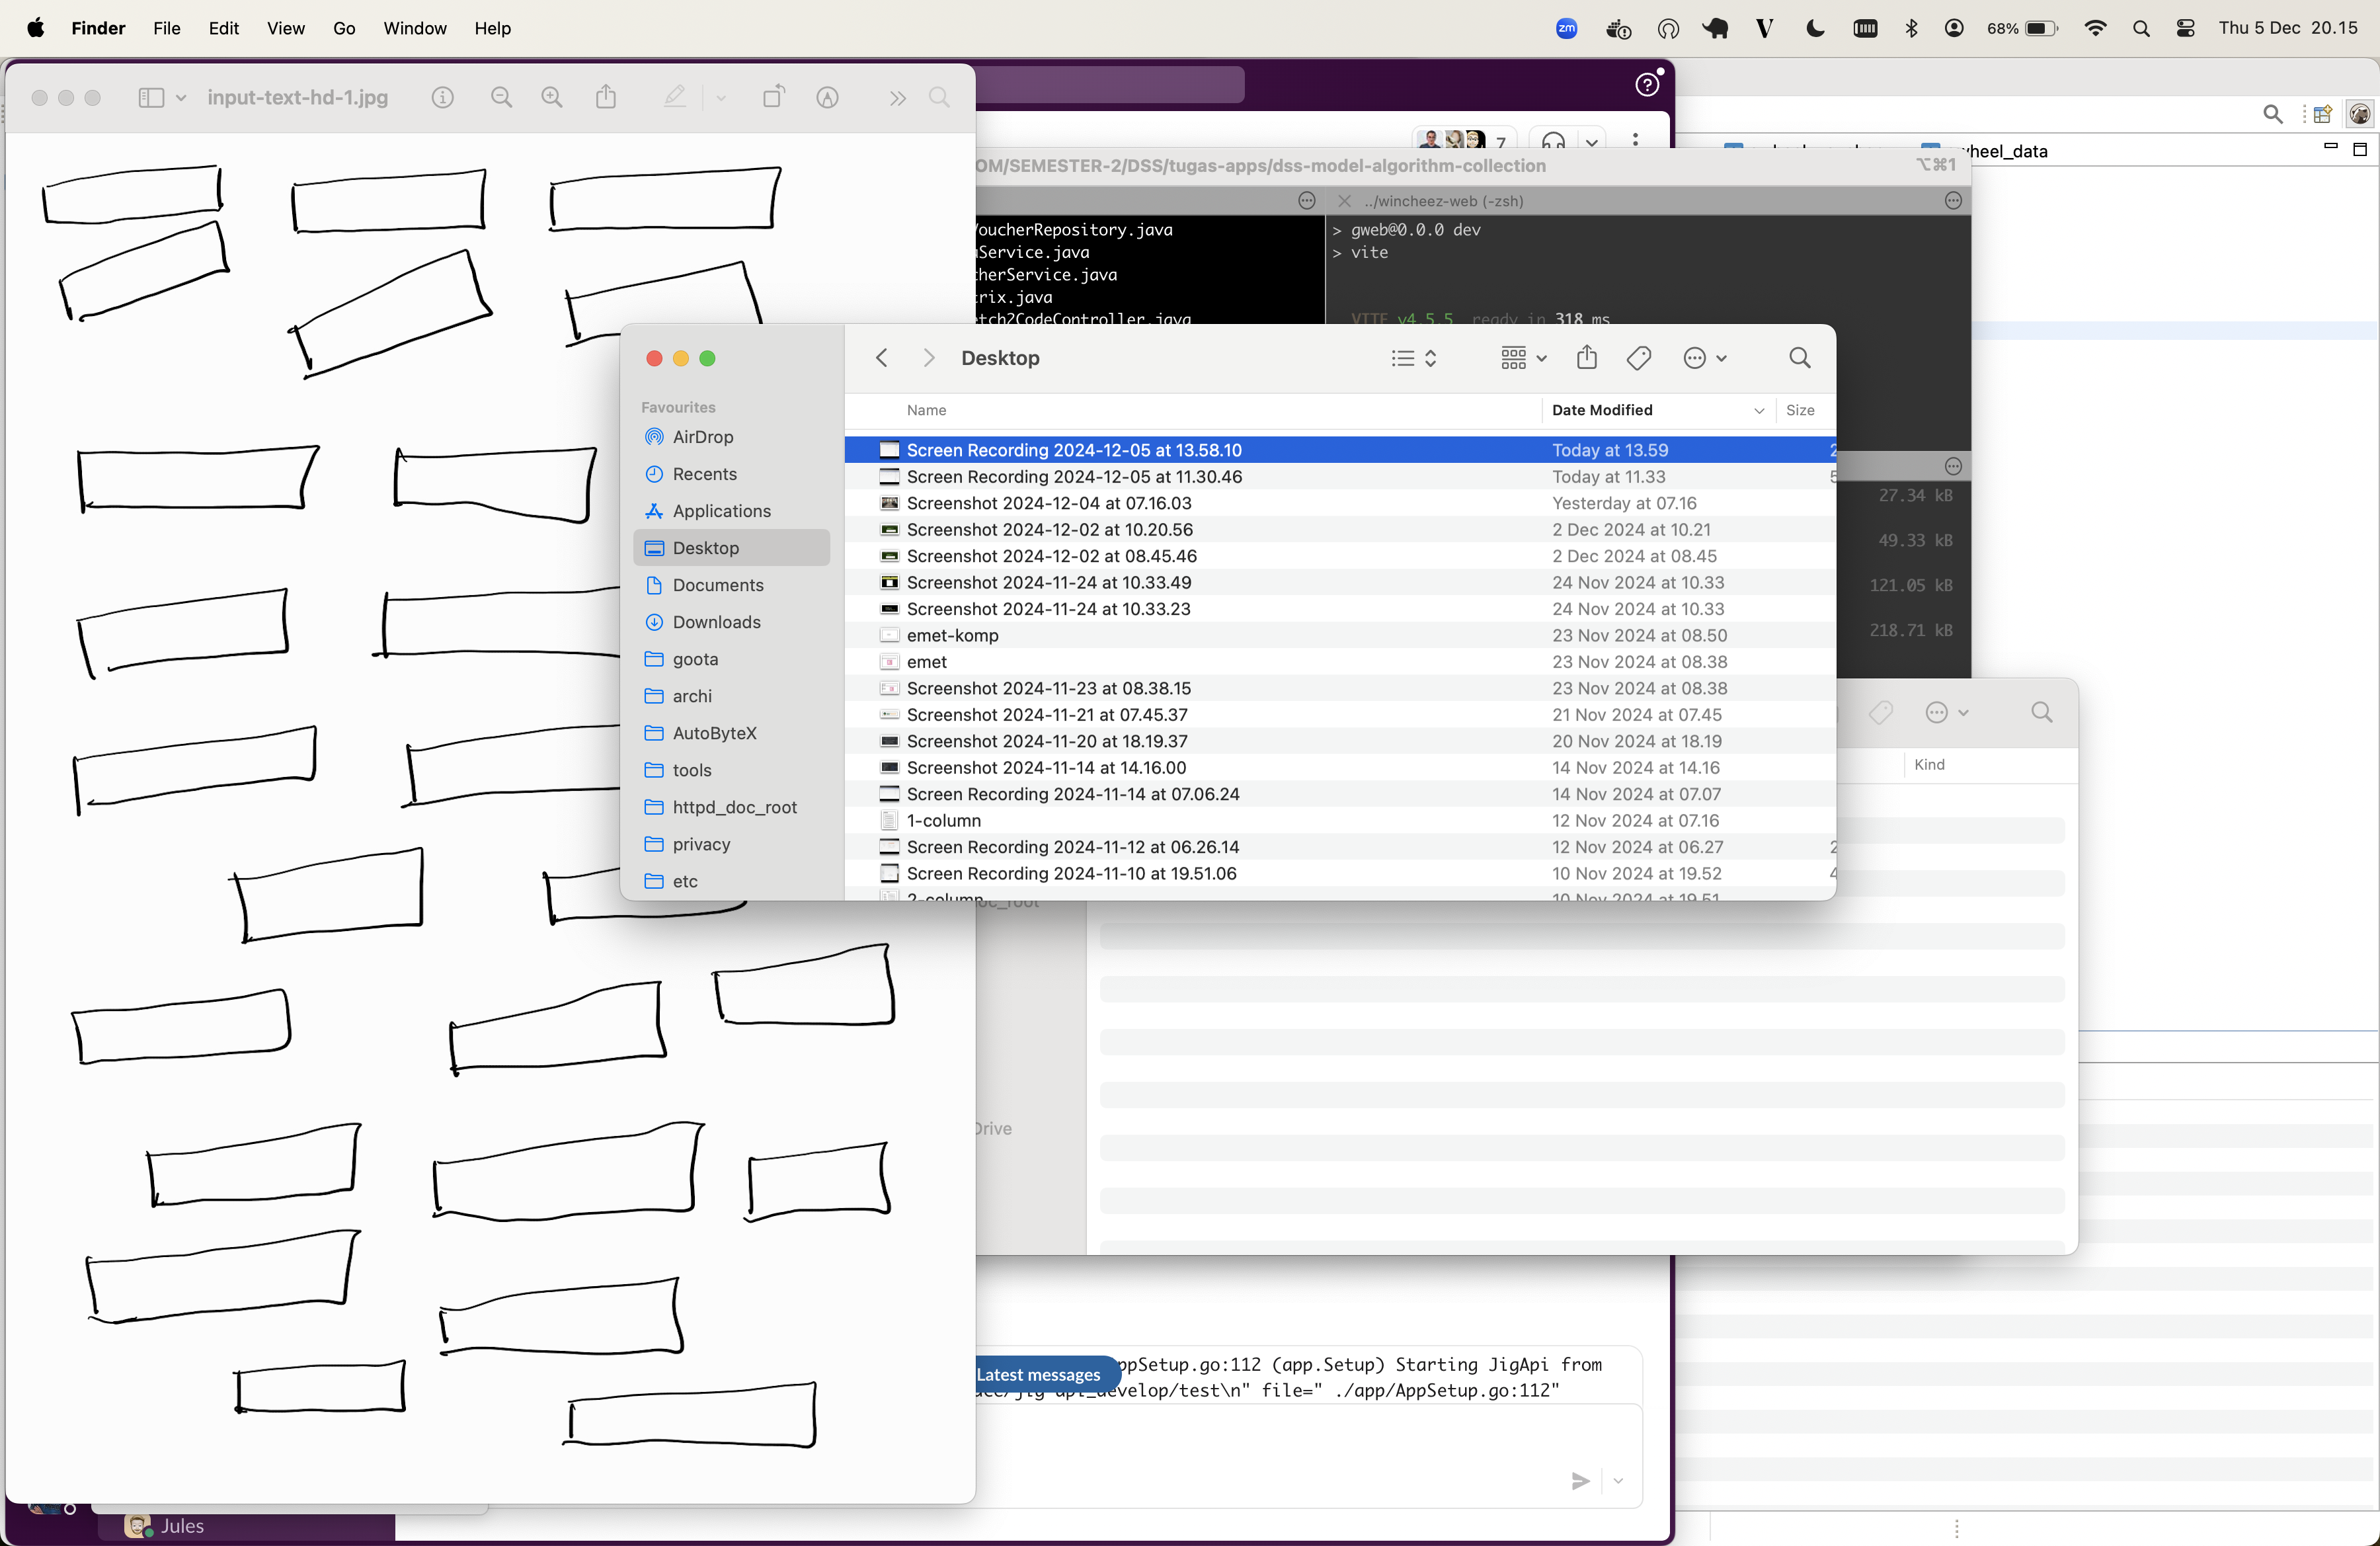 Finder File Edit View Go Window Help
zm V 68% Thu 5 Dec 20.15
input-text-hd-1.jpg
7
OM/SEMESTER-2/DSS/tugas-apps/dss-model-algorithm-collection ⌥⌘1
wheel_data
../wincheez-web (-zsh)
oucherRepository.java
Service.java
cherService.java
rix.java
etch2CodeController.java
> gweb@0.0.0 dev
> vite
VITE v4.5.5 ready in 318 ms
Desktop
Favourites
AirDrop
Recents
Applications
Desktop
Documents
Downloads
goota
archi
AutoByteX
tools
httpd_doc_root
privacy
etc
Name Date Modified Size
Screen Recording 2024-12-05 at 13.58.10 Today at 13.59 2
Screen Recording 2024-12-05 at 11.30.46 Today at 11.33 5
Screenshot 2024-12-04 at 07.16.03 Yesterday at 07.16
Screenshot 2024-12-02 at 10.20.56 2 Dec 2024 at 10.21
Screenshot 2024-12-02 at 08.45.46 2 Dec 2024 at 08.45
Screenshot 2024-11-24 at 10.33.49 24 Nov 2024 at 10.33
Screenshot 2024-11-24 at 10.33.23 24 Nov 2024 at 10.33
emet-komp 23 Nov 2024 at 08.50
emet 23 Nov 2024 at 08.38
Screenshot 2024-11-23 at 08.38.15 23 Nov 2024 at 08.38
Screenshot 2024-11-21 at 07.45.37 21 Nov 2024 at 07.45
Screenshot 2024-11-20 at 18.19.37 20 Nov 2024 at 18.19
Screenshot 2024-11-14 at 14.16.00 14 Nov 2024 at 14.16
Screen Recording 2024-11-14 at 07.06.24 14 Nov 2024 at 07.07
1-column 12 Nov 2024 at 07.16
Screen Recording 2024-11-12 at 06.26.14 12 Nov 2024 at 06.27 2
Screen Recording 2024-11-10 at 19.51.06 10 Nov 2024 at 19.52 4
2-column 10 Nov 2024 at 19.51
27.34 kB
49.33 kB
121.05 kB
218.71 kB
Kind
oc_root
Drive
Latest messages
ppSetup.go:112 (app.Setup) Starting JigApi from
develop/test\n" file=" ./app/AppSetup.go:112"
Jules